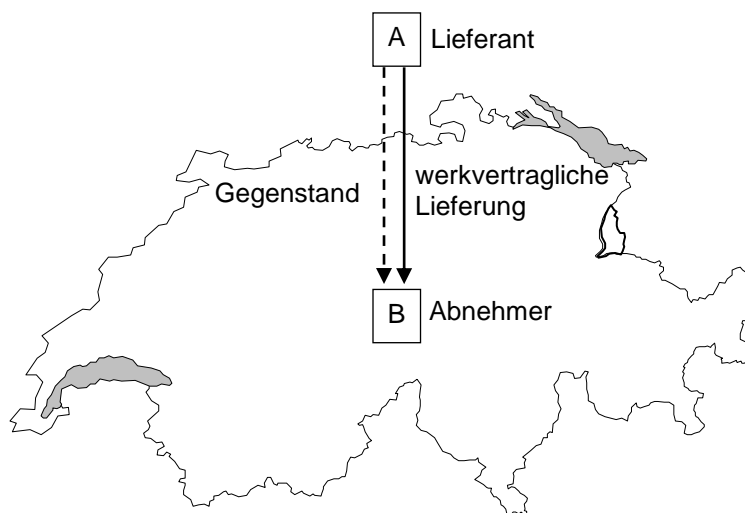 A Lieferant
Gegenstand
werkvertragliche
Lieferung
B Abnehmer